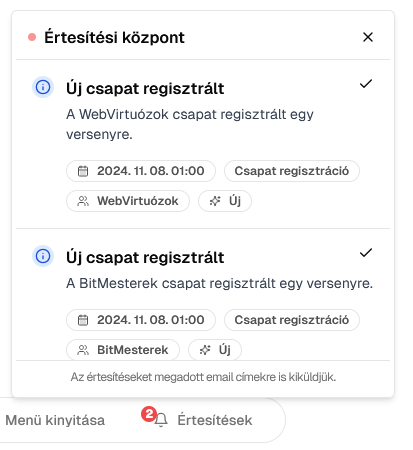 Értesítési központ
Új csapat regisztrált
A WebVirtuózok csapat regisztrált egy
versenyre.
2024. 11. 08. 01:00 Csapat regisztráció
WebVirtuózok Új
Új csapat regisztrált
A BitMesterek csapat regisztrált egy versenyre.
2024. 11. 08. 01:00 Csapat regisztráció
BitMesterek Új
Az értesítéseket megadott email címekre is kiküldjük.
Menü kinyitása 2 Értesítések